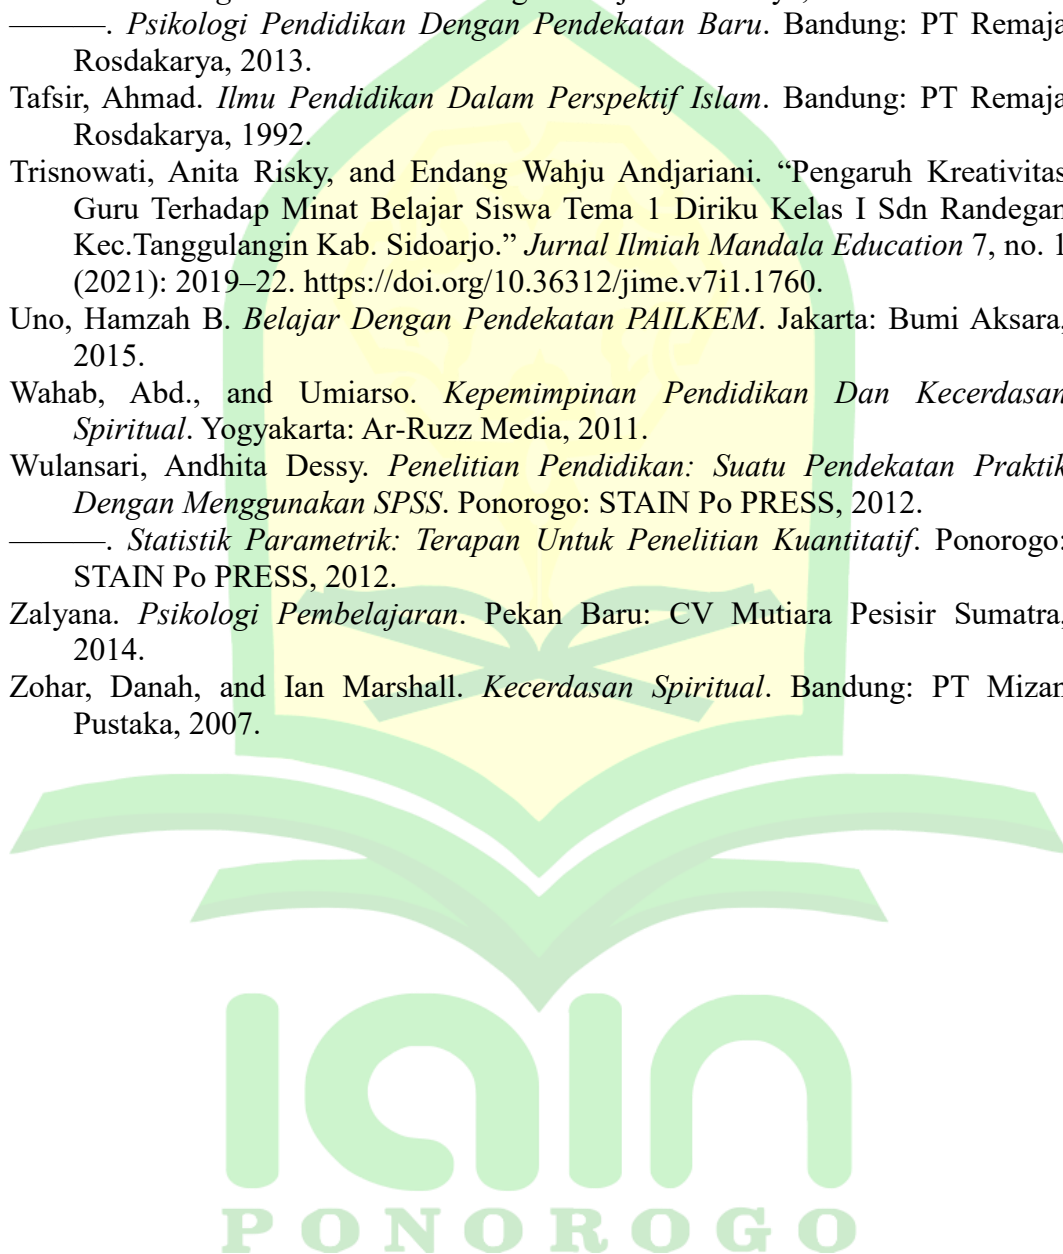 ———. Psikologi Pendidikan Dengan Pendekatan Baru. Bandung: PT Remaja
Rosdakarya, 2013.
Tafsir, Ahmad. Ilmu Pendidikan Dalam Perspektif Islam. Bandung: PT Remaja
Rosdakarya, 1992.
Trisnowati, Anita Risky, and Endang Wahju Andjariani. “Pengaruh Kreativitas
Guru Terhadap Minat Belajar Siswa Tema 1 Diriku Kelas I Sdn Randegan
Kec.Tanggulangin Kab. Sidoarjo.” Jurnal Ilmiah Mandala Education 7, no. 1
(2021): 2019–22. https://doi.org/10.36312/jime.v7i1.1760.
Uno, Hamzah B. Belajar Dengan Pendekatan PAILKEM. Jakarta: Bumi Aksara,
2015.
Wahab, Abd., and Umiarso. Kepemimpinan Pendidikan Dan Kecerdasan
Spiritual. Yogyakarta: Ar-Ruzz Media, 2011.
Wulansari, Andhita Dessy. Penelitian Pendidikan: Suatu Pendekatan Praktik
Dengan Menggunakan SPSS. Ponorogo: STAIN Po PRESS, 2012.
———. Statistik Parametrik: Terapan Untuk Penelitian Kuantitatif. Ponorogo:
STAIN Po PRESS, 2012.
Zalyana. Psikologi Pembelajaran. Pekan Baru: CV Mutiara Pesisir Sumatra,
2014.
Zohar, Danah, and Ian Marshall. Kecerdasan Spiritual. Bandung: PT Mizan
Pustaka, 2007.
iain
PONOROGO